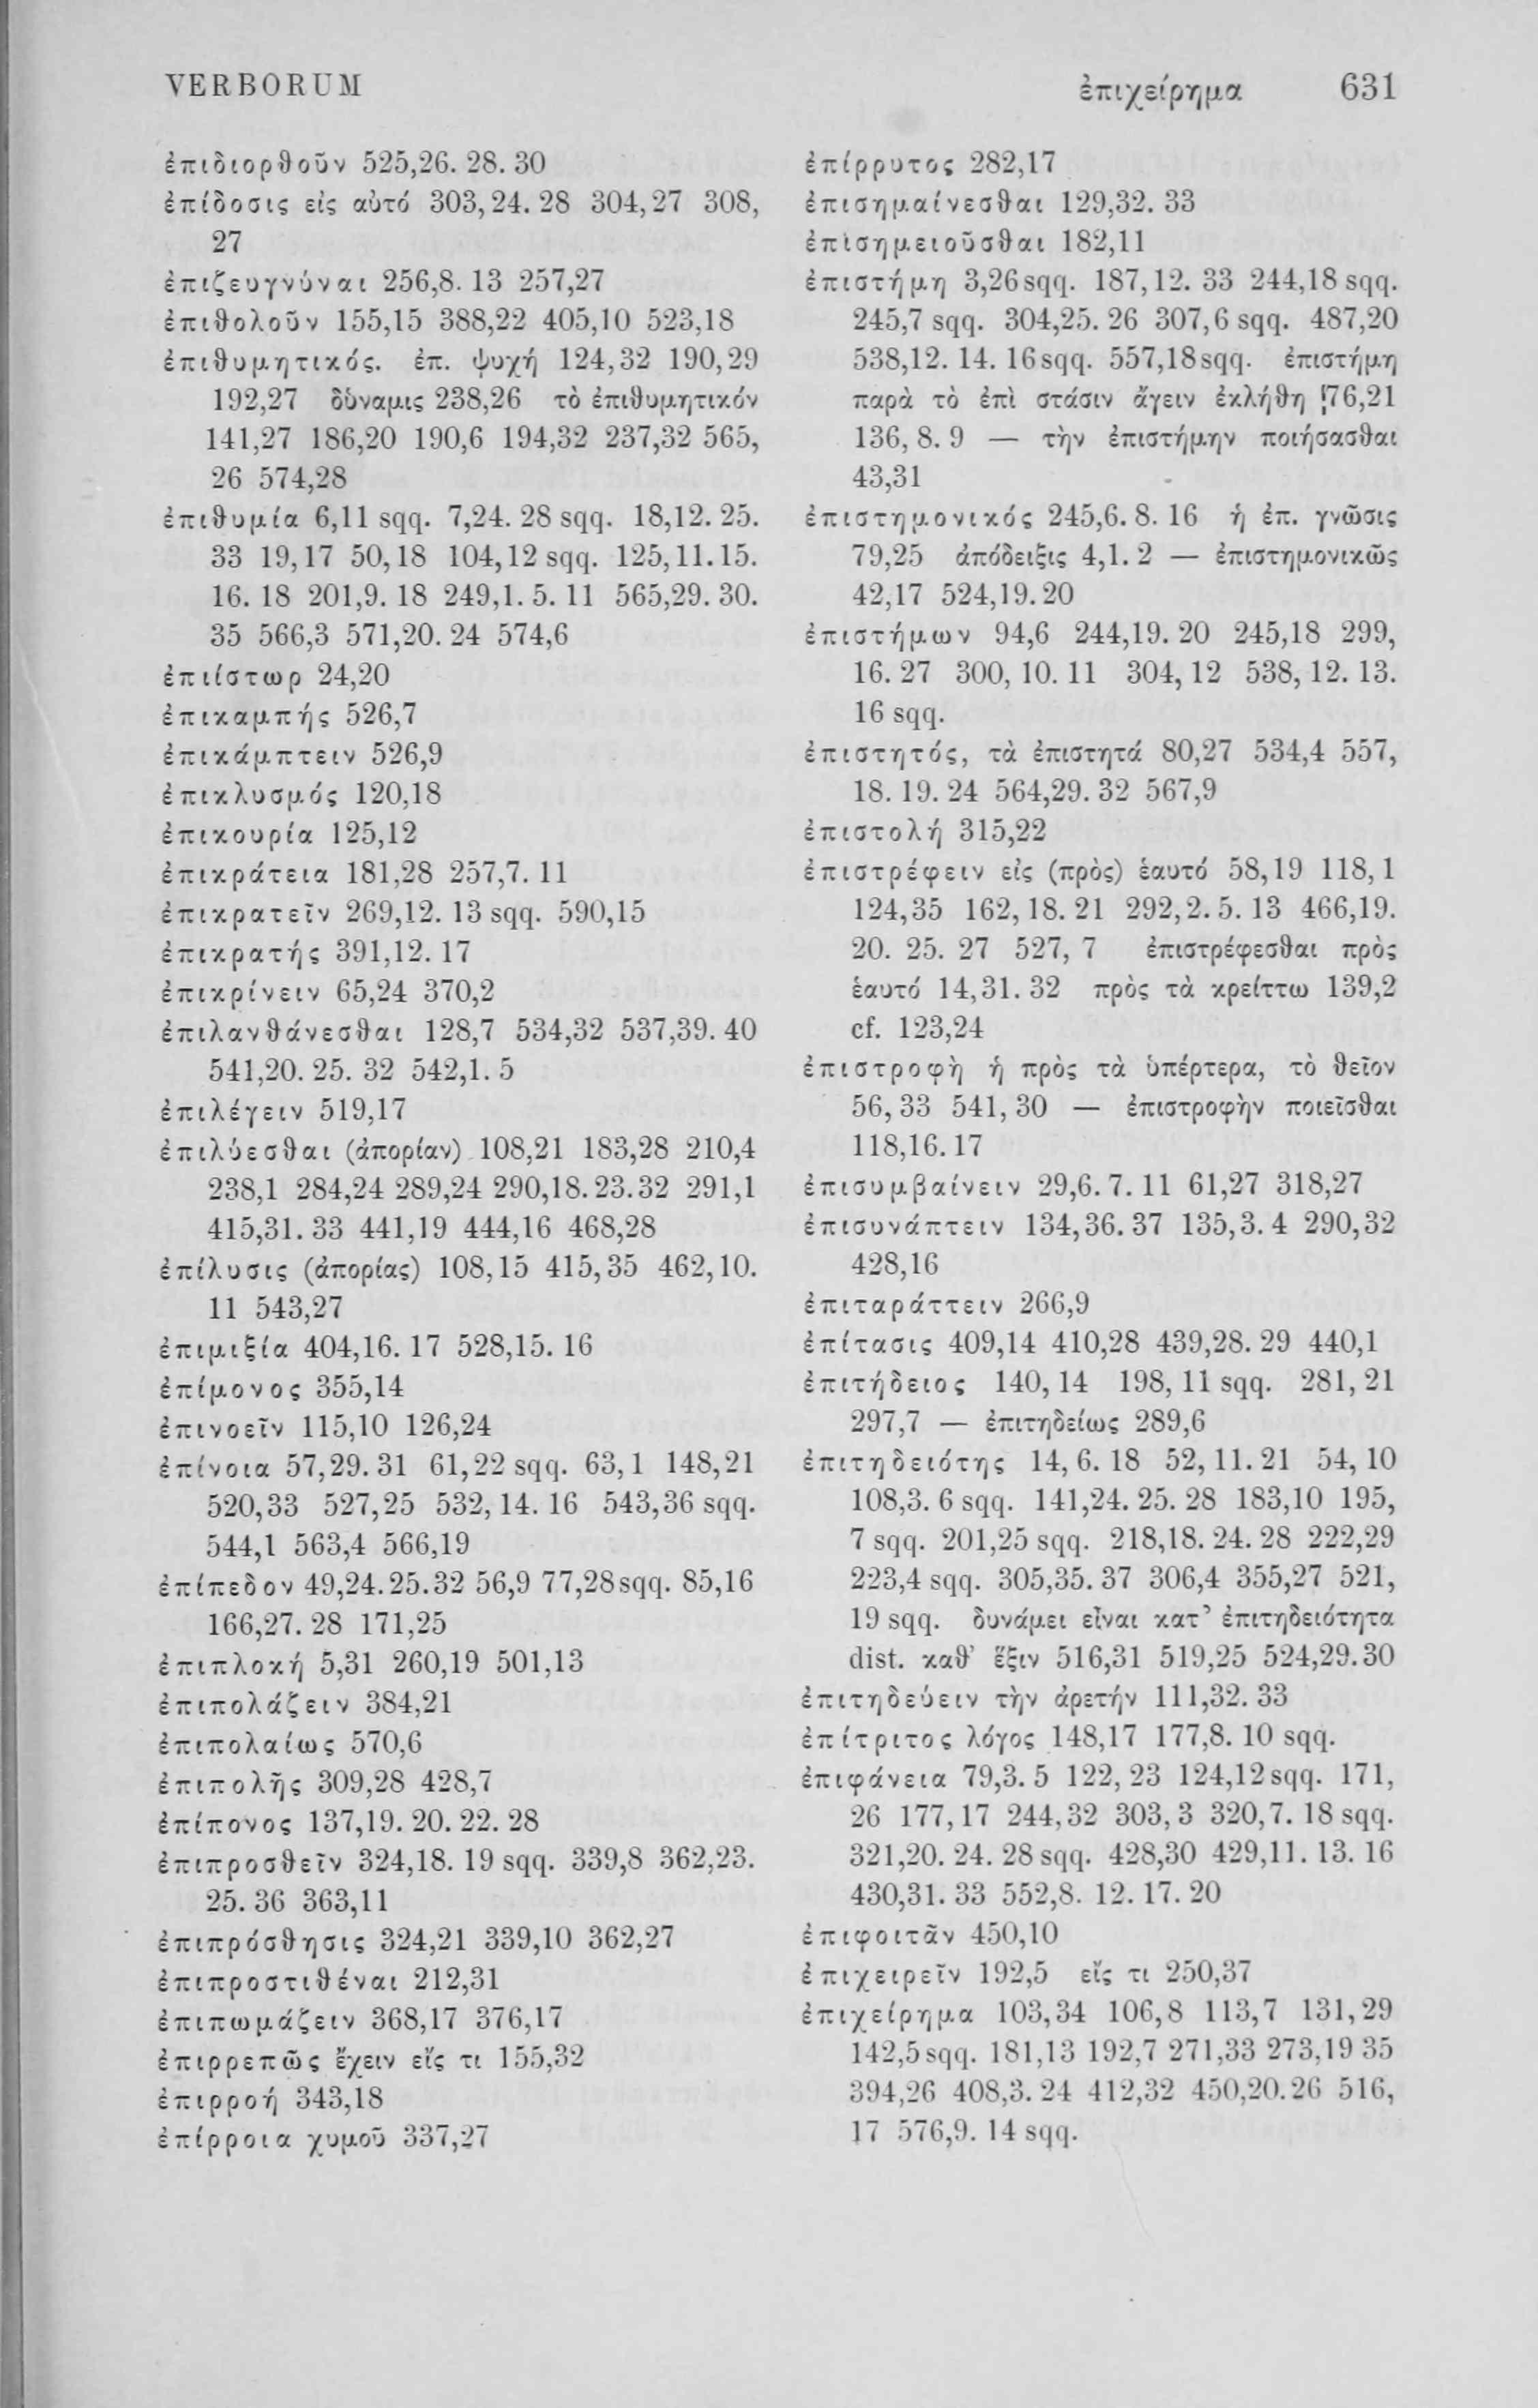 VERBORUM ἐπιχείρημα 631
ἐπιδιορθοῦν 525,26. 28. 30
ἐπίδοσις εἰς αὑτό 303,24. 28 304,27 308,
27
ἐπιζευγνύναι 256,8. 13 257,27
ἐπιθολοῦν 155,15 388,22 405,10 523,18
ἐπιθυμητικός. ἐπ. ψυχή 124,32 190,29
192,27 δύναμις 238,26 τὸ ἐπιθυμητικόν
141,27 186,20 190,6 194,32 237,32 565,
26 574,28
ἐπιθυμία 6,11 sqq. 7,24. 28 sqq. 18,12. 25.
33 19,17 50,18 104,12 sqq. 125,11. 15.
16. 18 201,9. 18 249,1. 5. 11 565,29. 30.
35 566,3 571,20. 24 574,6
ἐπιίστωρ 24,20
ἐπικαμπής 526,7
ἐπικάμπτειν 526,9
ἐπικλυσμός 120,18
ἐπικουρία 125,12
ἐπικράτεια 181,28 257,7. 11
ἐπικρατεῖν 269,12. 13 sqq. 590,15
ἐπικρατής 391,12. 17
ἐπικρίνειν 65,24 370,2
ἐπιλανθάνεσθαι 128,7 534,32 537,39. 40
541,20. 25. 32 542,1. 5
ἐπιλέγειν 519,17
ἐπιλύεσθαι (ἀπορίαν) 108,21 183,28 210,4
238,1 284,24 289,24 290,18. 23. 32 291,1
415,31. 33 441,19 444,16 468,28
ἐπίλυσις (ἀπορίας) 108,15 415,35 462,10.
11 543,27
ἐπιμιξία 404,16. 17 528,15. 16
ἐπίμονος 355,14
ἐπινοεῖν 115,10 126,24
ἐπίνοια 57,29. 31 61,22 sqq. 63,1 148,21
520,33 527,25 532,14. 16 543,36 sqq.
544,1 563,4 566,19
ἐπίπεδον 49,24. 25. 32 56,9 77,28 sqq. 85,16
166,27. 28 171,25
ἐπιπλοκή 5,31 260,19 501,13
ἐπιπολάζειν 384,21
ἐπιπολαίως 570,6
ἐπιπολῆς 309,28 428,7
ἐπίπονος 137,19. 20. 22. 28
ἐπιπροσθεῖν 324,18. 19 sqq. 339,8 362,23.
25. 36 363,11
ἐπιπρόσθησις 324,21 339,10 362,27
ἐπιπροστιθέναι 212,31
ἐπιπωμάζειν 368,17 376,17
ἐπιρρεπῶς ἔχειν εἴς τι 155,32
ἐπιρροή 343,18
ἐπίρροια χυμοῦ 337,27
ἐπίρρυτος 282,17
ἐπισημαίνεσθαι 129,32. 33
ἐπισημειοῦσθαι 182,11
ἐπιστήμη 3,26 sqq. 187,12. 33 244,18 sqq.
245,7 sqq. 304,25. 26 307,6 sqq. 487,20
538,12. 14. 16 sqq. 557,18 sqq. ἐπιστήμη
παρὰ τὸ ἐπὶ στάσιν ἄγειν ἐκλήθη 76,21
136, 8. 9 — τὴν ἐπιστήμην ποιήσασθαι
43,31
ἐπιστημονικός 245,6. 8. 16 ἡ ἐπ. γνῶσις
79,25 ἀπόδειξις 4,1. 2 — ἐπιστημονικῶς
42,17 524,19. 20
ἐπιστήμων 94,6 244,19. 20 245,18 299,
16. 27 300, 10. 11 304, 12 538, 12. 13.
16 sqq.
ἐπιστητός, τὰ ἐπιστητά 80,27 534,4 557,
18. 19. 24 564,29. 32 567,9
ἐπιστολή 315,22
ἐπιστρέφειν εἰς (πρὸς) ἑαυτό 58,19 118,1
124,35 162,18. 21 292,2. 5. 13 466,19.
20. 25. 27 527, 7 ἐπιστρέφεσθαι πρὸς
ἑαυτό 14,31. 32 πρὸς τὰ κρείττω 139,2
cf. 123,24
ἐπιστροφὴ ἡ πρὸς τὰ ὑπέρτερα, τὸ θεῖον
56,33 541,30 — ἐπιστροφὴν ποιεῖσθαι
118,16. 17
ἐπισυμβαίνειν 29,6. 7. 11 61,27 318,27
ἐπισυνάπτειν 134,36. 37 135,3. 4 290,32
428,16
ἐπιταράττειν 266,9
ἐπίτασις 409,14 410,28 439,28. 29 440,1
ἐπιτήδειος 140,14 198,11 sqq. 281,21
297,7 — ἐπιτηδείως 289,6
ἐπιτηδειότης 14,6. 18 52,11. 21 54,10
108,3. 6 sqq. 141,24. 25. 28 183,10 195,
7 sqq. 201,25 sqq. 218,18. 24. 28 222,29
223,4 sqq. 305,35. 37 306,4 355,27 521,
19 sqq. δυνάμει εἶναι κατ’ ἐπιτηδειότητα
dist. καθ’ ἕξιν 516,31 519,25 524,29. 30
ἐπιτηδεύειν τὴν ἀρετήν 111,32. 33
ἐπίτριτος λόγος 148,17 177,8. 10 sqq.
ἐπιφάνεια 79,3. 5 122,23 124,12 sqq. 171,
26 177,17 244,32 303,3 320,7. 18 sqq.
321,20. 24. 28 sqq. 428,30 429,11. 13. 16
430,31. 33 552,8. 12. 17. 20
ἐπιφοιτᾶν 450,10
ἐπιχειρεῖν 192,5 εἴς τι 250,37
ἐπιχείρημα 103,34 106,8 113,7 131,29
142,5 sqq. 181,13 192,7 271,33 273,19 35
394,26 408,3. 24 412,32 450,20. 26 516,
17 576,9. 14 sqq.